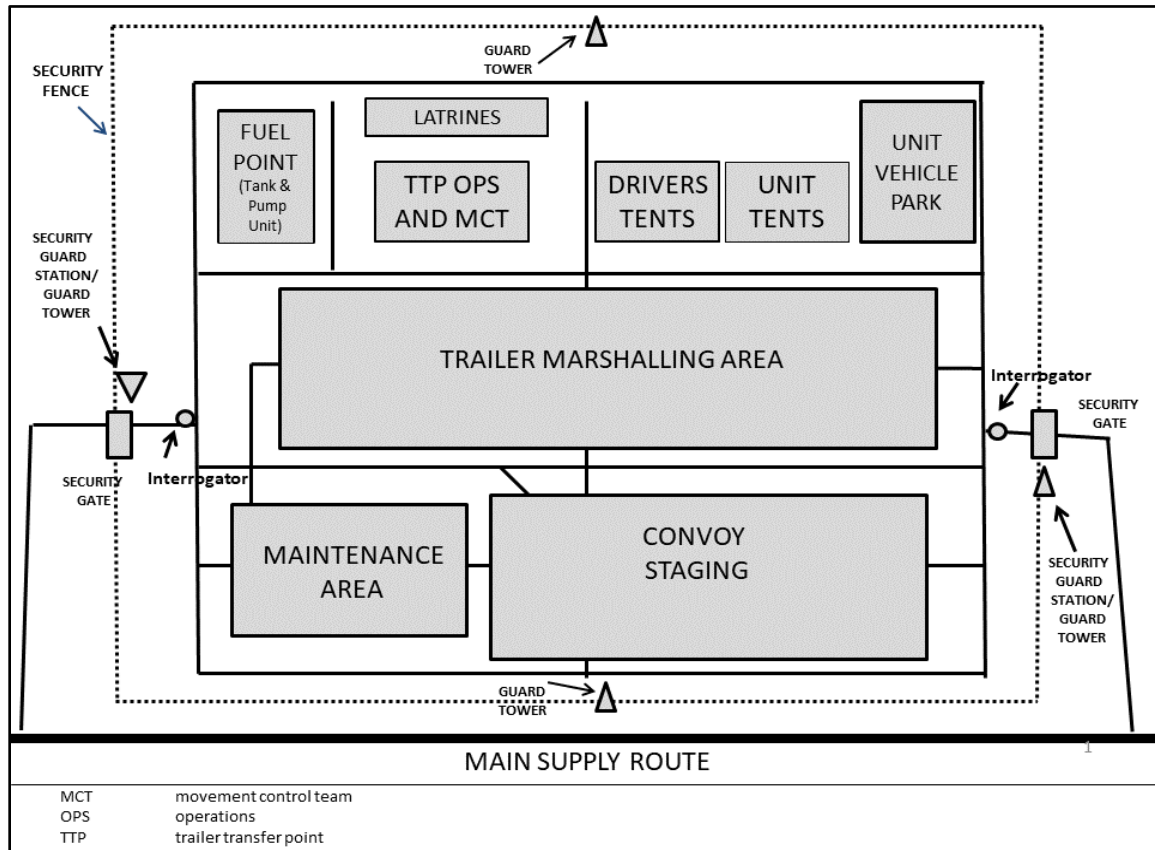 GUARD
TOWER
SECURITY
FENCE
LATRINES
FUEL
POINT
(Tank &
Pump
Unit)
TTP OPS
AND MCT
DRIVERS
TENTS
UNIT
TENTS
UNIT
VEHICLE
PARK
SECURITY
GUARD
STATION/
GUARD
TOWER
TRAILER MARSHALLING AREA
Interrogator
SECURITY
GATE
SECURITY
GATE
Interrogator
MAINTENANCE
AREA
CONVOY
STAGING
SECURITY
GUARD
STATION/
GUARD
TOWER
GUARD
TOWER
1
MAIN SUPPLY ROUTE
MCT movement control team
OPS operations
TTP trailer transfer point